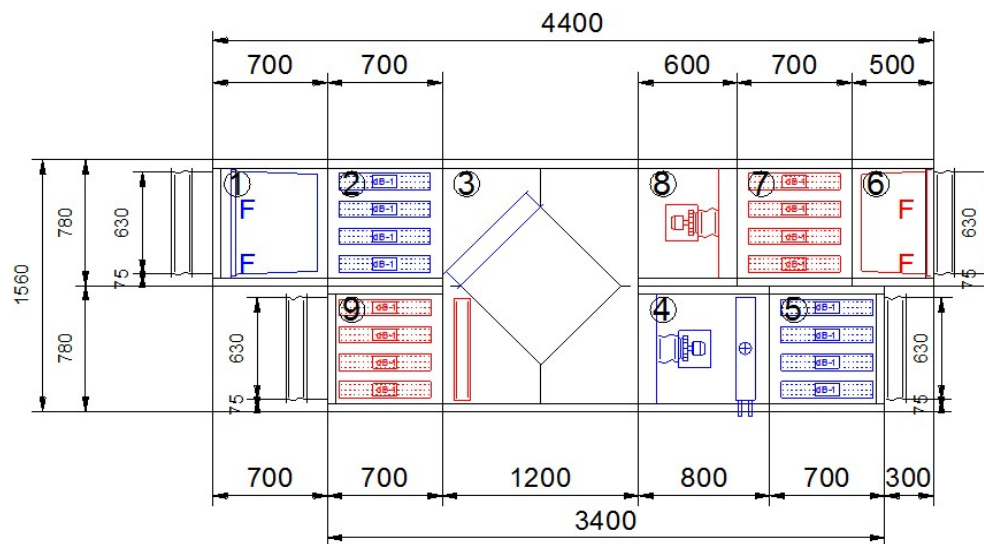 4400
700 700 600 700 500
1 2 3 8 7 6
F dB-1 dB-1 F
dB-1 dB-1
dB-1 dB-1
F dB-1 dB-1 F
780 630 75 630 75
1560
9 4 5
dB-1 dB-1
dB-1 dB-1
dB-1 dB-1
dB-1 dB-1
780 630 75 630 75
700 700 1200 800 700 300
3400